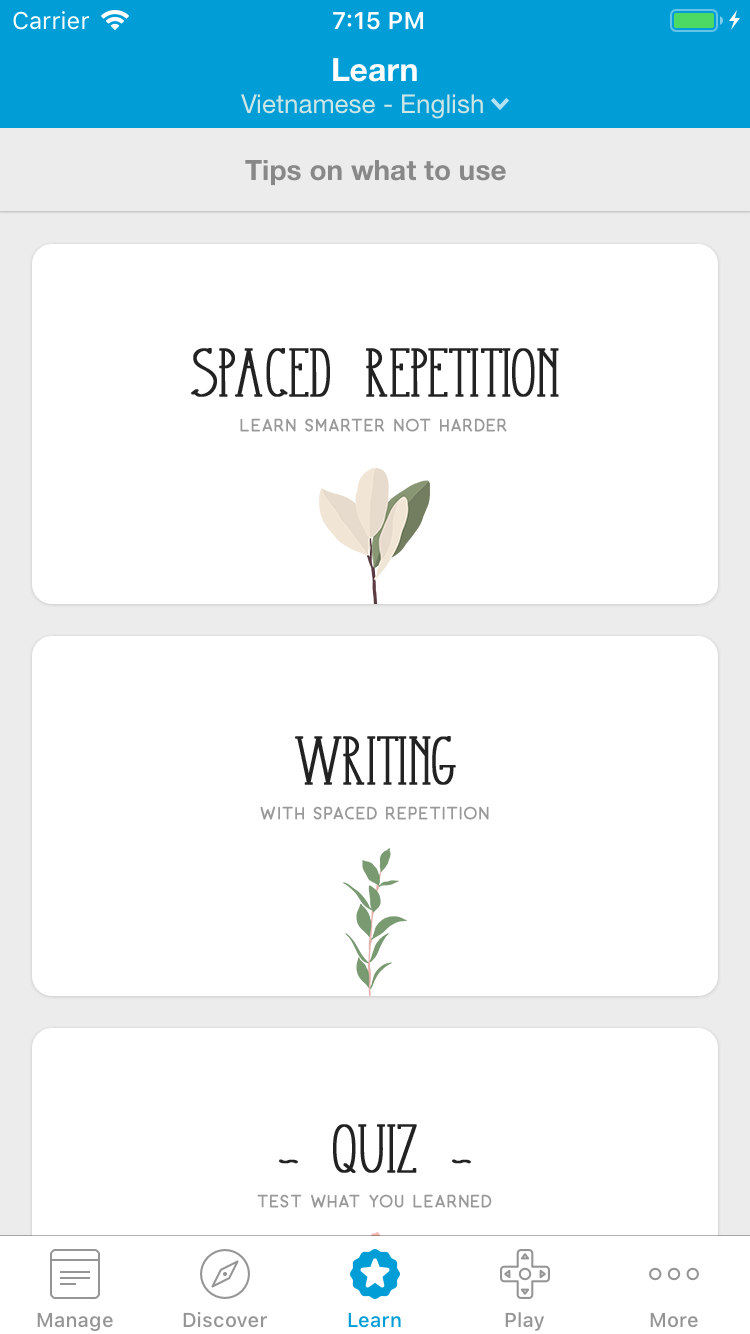 Carrier 7:15 PM
Learn
Vietnamese - English
Tips on what to use
SPACED REPETITION
LEARN SMARTER NOT HARDER
WRITING
WITH SPACED REPETITION
- QUIZ -
TEST WHAT YOU LEARNED
Manage Discover Learn Play More